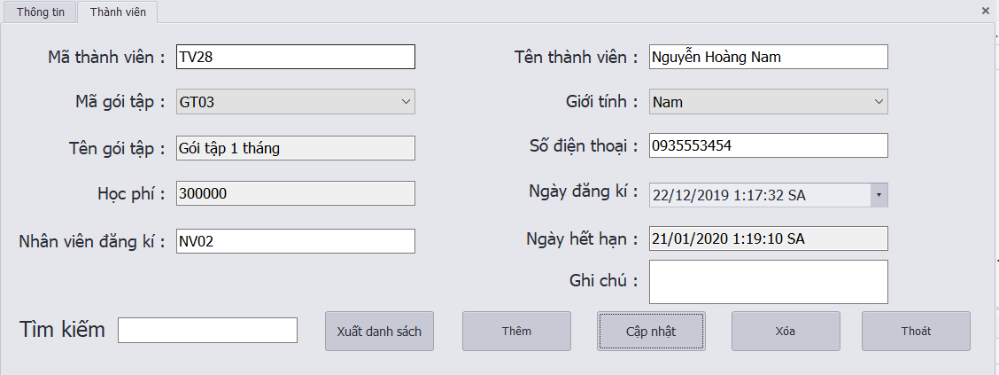 Thông tin Thành viên
Mã thành viên : TV28 Tên thành viên : Nguyễn Hoàng Nam
Mã gói tập : GT03 Giới tính : Nam
Tên gói tập : Gói tập 1 tháng Số điện thoại : 0935553454
Học phí : 300000 Ngày đăng kí : 22/12/2019 1:17:32 SA
Nhân viên đăng kí : NV02 Ngày hết hạn : 21/01/2020 1:19:10 SA
Ghi chú :
Tìm kiếm Xuất danh sách Thêm Cập nhật Xóa Thoát